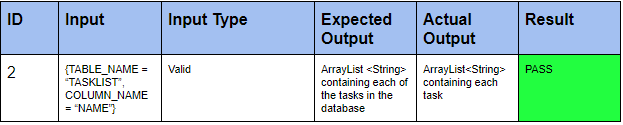 ID
Input
Input Type
Expected
Output
Actual
Output
Result
2
{TABLE_NAME =
“TASKLIST”,
COLUMN_NAME
= “NAME”}
Valid
ArrayList <String>
containing each of
the tasks in the
database
ArrayList<String>
containing each
task
PASS